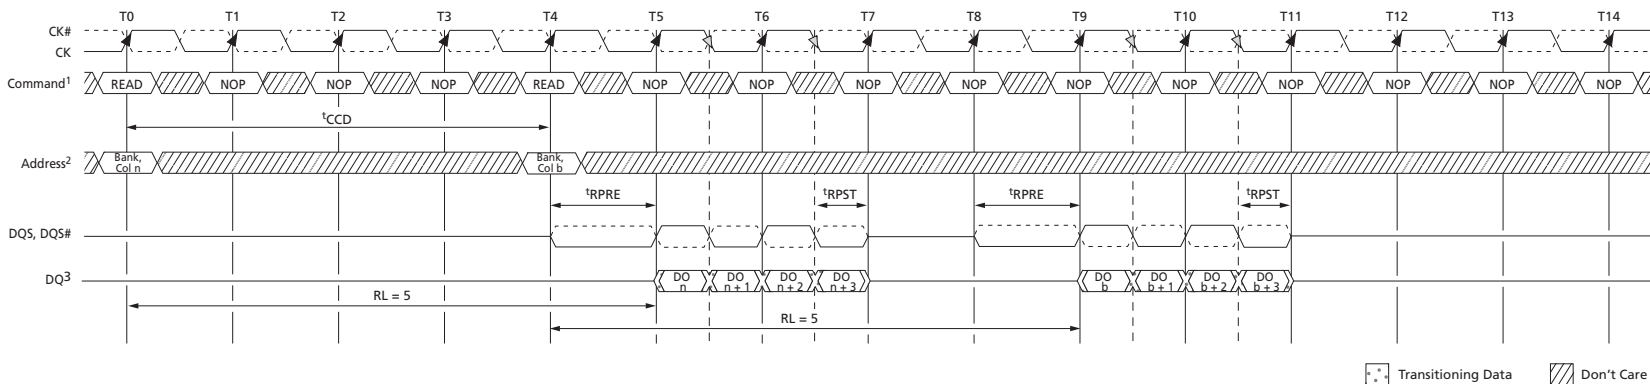 T0 T1 T2 T3 T4 T5 T6 T7 T8 T9 T10 T11 T12 T13 T14
CK#
CK
Command1 READ NOP NOP NOP READ NOP NOP NOP NOP NOP NOP NOP NOP NOP NOP
tCCD
Address2 Bank, Col n Bank, Col b
tRPRE tRPST tRPRE tRPST
DQS, DQS#
DQ3 DO n DO n + 1 DO n + 2 DO n + 3 DO b DO b + 1 DO b + 2 DO b + 3
RL = 5
RL = 5
Transitioning Data Don't Care